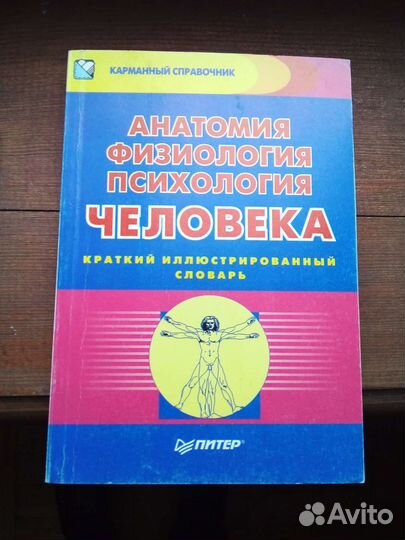 КАРМАННЫЙ СПРАВОЧНИК
АНАТОМИЯ
ФИЗИОЛОГИЯ
ПСИХОЛОГИЯ
ЧЕЛОВЕКА
КРАТКИЙ ИЛЛЮСТРИРОВАННЫЙ
СЛОВАРЬ
ПИТЕР®
Avito